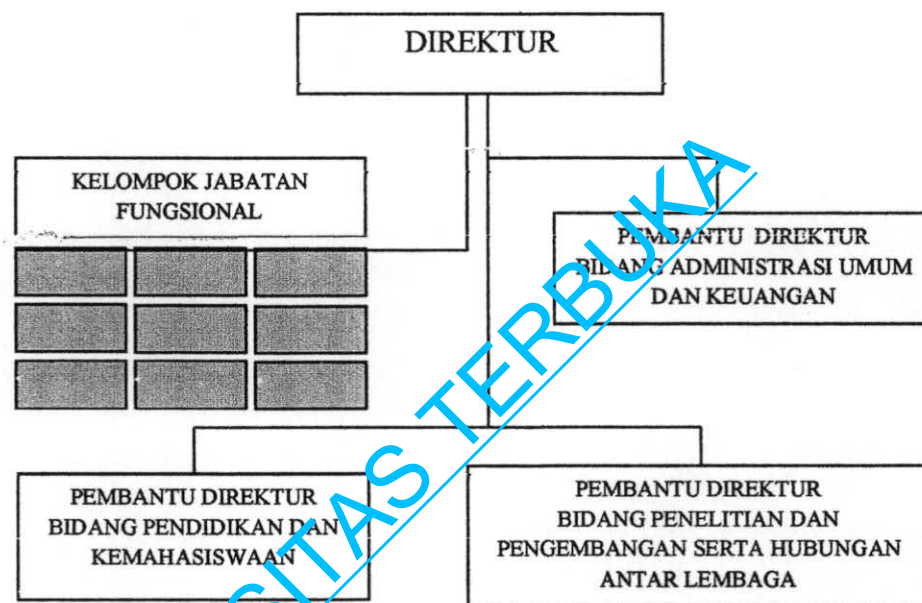 DIREKTUR
KELOMPOK JABATAN
FUNGSIONAL
PEMBANTU DIREKTUR
BIDANG ADMINISTRASI UMUM
DAN KEUANGAN
PEMBANTU DIREKTUR
BIDANG PENDIDIKAN DAN
KEMAHASISWAAN
PEMBANTU DIREKTUR
BIDANG PENELITIAN DAN
PENGEMBANGAN SERTA HUBUNGAN
ANTAR LEMBAGA
SITAS TERBUKA